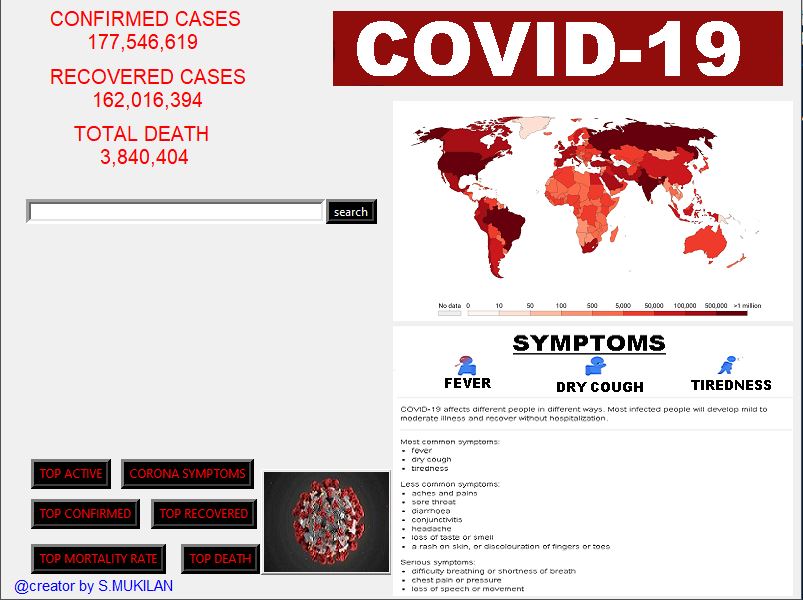 CONFIRMED CASES
177,546,619
RECOVERED CASES
162,016,394
TOTAL DEATH
3,840,404
search
TOP ACTIVE
CORONA SYMPTOMS
TOP CONFIRMED
TOP RECOVERED
TOP MORTALITY RATE
TOP DEATH
@creator by S.MUKILAN
COVID-19
No data 0 10 50 100 500 5,000 50,000 100,000 500,000 >1 million
SYMPTOMS
FEVER
DRY COUGH
TIREDNESS
COVID-19 affects different people in different ways. Most infected people will develop mild to
moderate illness and recover without hospitalization.
Most common symptoms:
• fever
• dry cough
• tiredness
Less common symptoms:
• aches and pains
• sore throat
• diarrhoea
• conjunctivitis
• headache
• loss of taste or smell
• a rash on skin, or discolouration of fingers or toes
Serious symptoms:
• difficulty breathing or shortness of breath
• chest pain or pressure
• loss of speech or movement